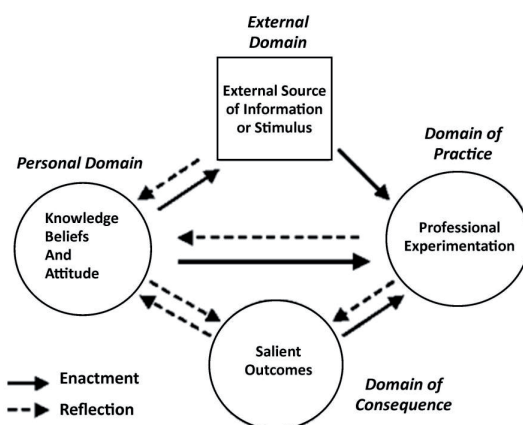 External
Domain
External Source
of Information
or Stimulus
Domain of
Practice
Personal Domain
Knowledge
Beliefs
And
Attitude
Professional
Experimentation
Salient
Outcomes
Enactment
Reflection
Domain of
Consequence